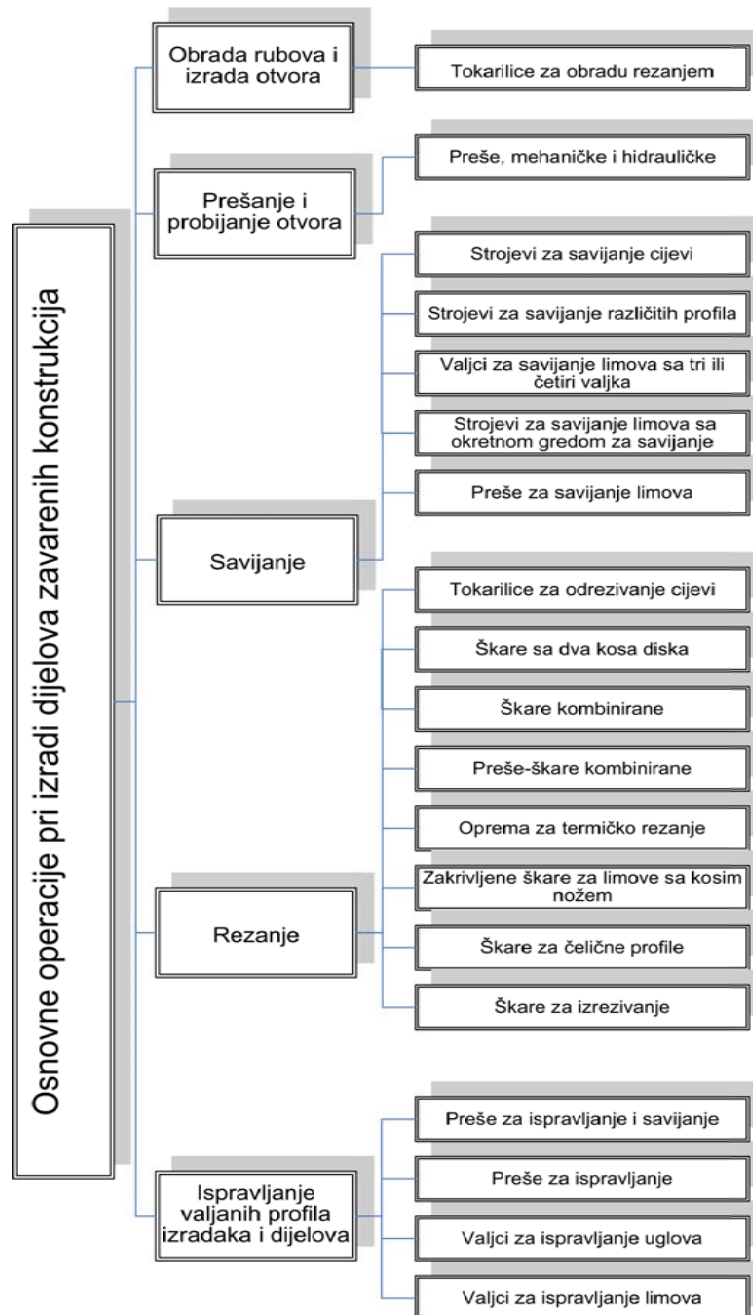 Osnovne operacije pri izradi dijelova zavarenih konstrukcija
Obrada rubova i
izrada otvora
Tokarilice za obradu rezanjem
Prešanje i
probijanje otvora
Preše, mehaničke i hidrauličke
Savijanje
Strojevi za savijanje cijevi
Strojevi za savijanje različitih profila
Valjci za savijanje limova sa tri ili
četiri valjka
Strojevi za savijanje limova sa
okretnom gredom za savijanje
Preše za savijanje limova
Rezanje
Tokarilice za odrezivanje cijevi
Škare sa dva kosa diska
Škare kombinirane
Preše-škare kombinirane
Oprema za termičko rezanje
Zakrivljene škare za limove sa kosim
nožem
Škare za čelične profile
Škare za izrezivanje
Ispravljanje
valjanih profila
izradaka i dijelova
Preše za ispravljanje i savijanje
Preše za ispravljanje
Valjci za ispravljanje uglova
Valjci za ispravljanje limova